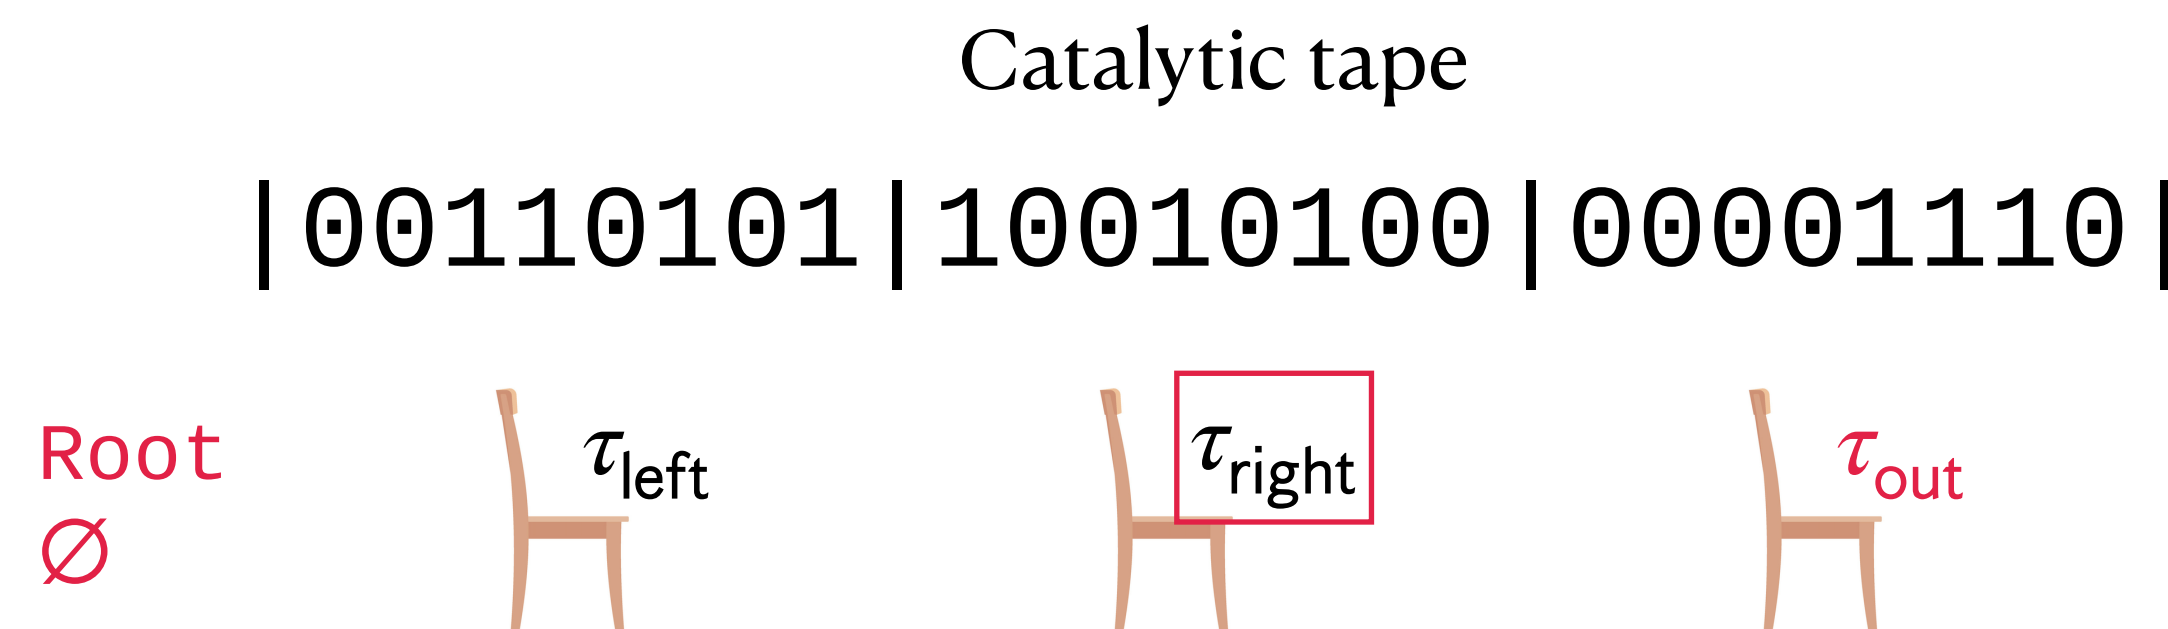 Catalytic tape
|00110101|10010100|00001110|
Root τleft τright τout
∅